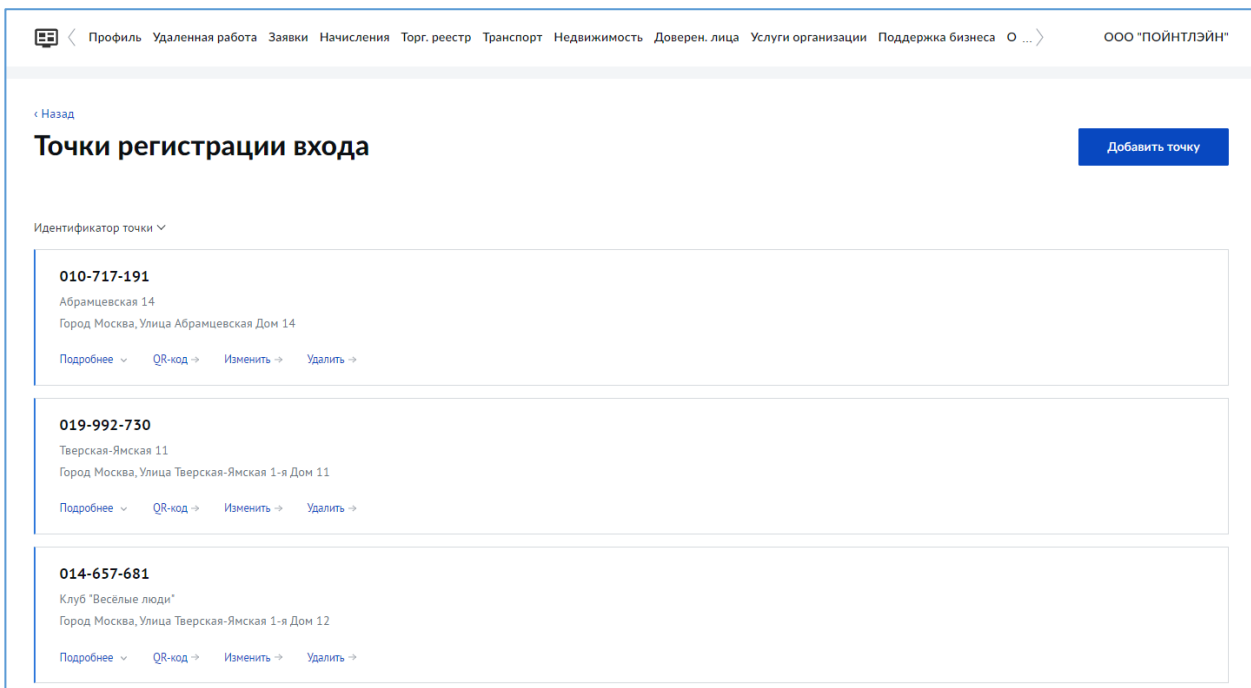 Профиль Удаленная работа Заявки Начисления Торг. реестр Транспорт Недвижимость Доверен. лица Услуги организации Поддержка бизнеса О ... ООО "ПОЙНТЛЭЙН"
‹ Назад
Точки регистрации входа
Добавить точку
Идентификатор точки
010-717-191
Абрамцевская 14
Город Москва, Улица Абрамцевская Дом 14
Подробнее QR-код → Изменить → Удалить →
019-992-730
Тверская-Ямская 11
Город Москва, Улица Тверская-Ямская 1-я Дом 11
Подробнее QR-код → Изменить → Удалить →
014-657-681
Клуб "Весёлые люди"
Город Москва, Улица Тверская-Ямская 1-я Дом 12
Подробнее QR-код → Изменить → Удалить →